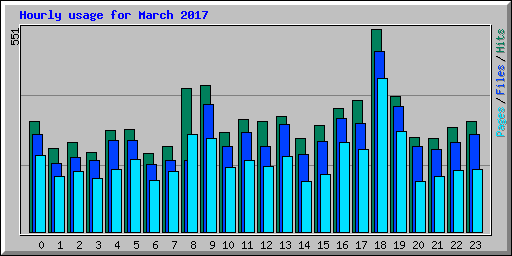 Hourly usage for March 2017
551
Pages/Files/Hits
0 1 2 3 4 5 6 7 8 9 10 11 12 13 14 15 16 17 18 19 20 21 22 23